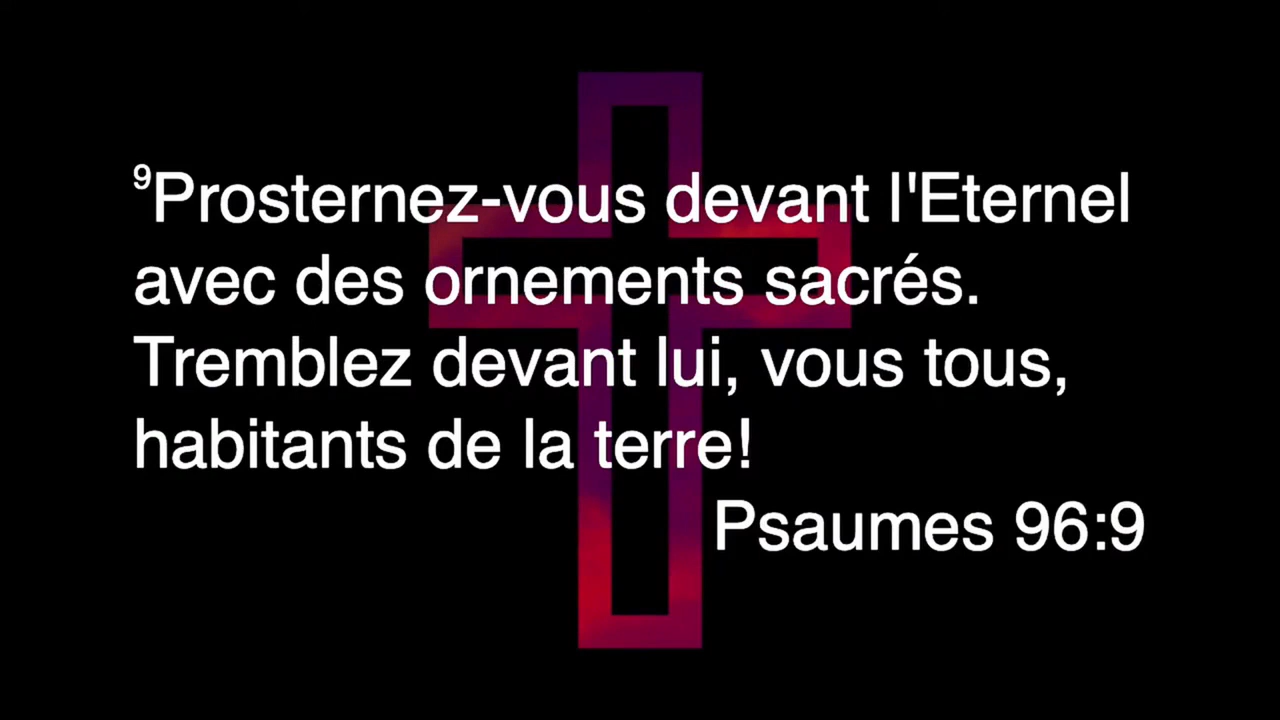 ⁹Prosternez-vous devant l'Eternel
avec des ornements sacrés.
Tremblez devant lui, vous tous,
habitants de la terre!
Psaumes 96:9